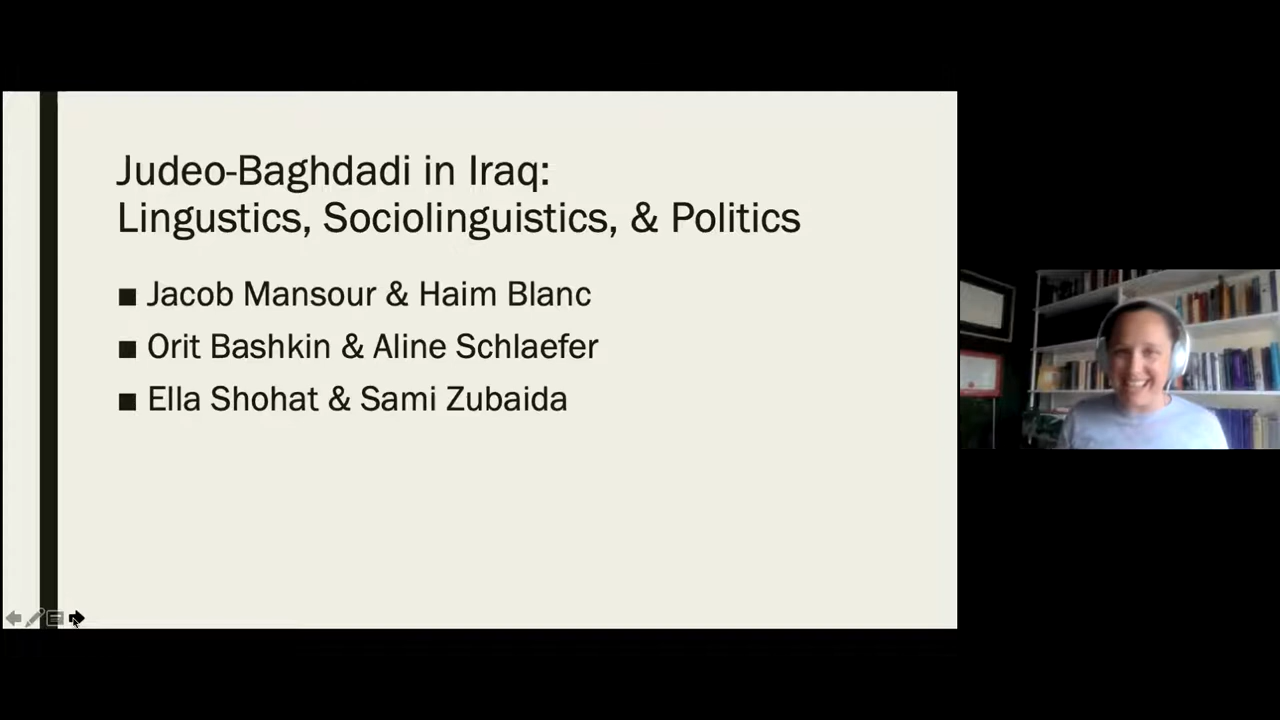 Judeo-Baghdadi in Iraq:
Lingustics, Sociolinguistics, & Politics
■ Jacob Mansour & Haim Blanc
■ Orit Bashkin & Aline Schlaefer
■ Ella Shohat & Sami Zubaida